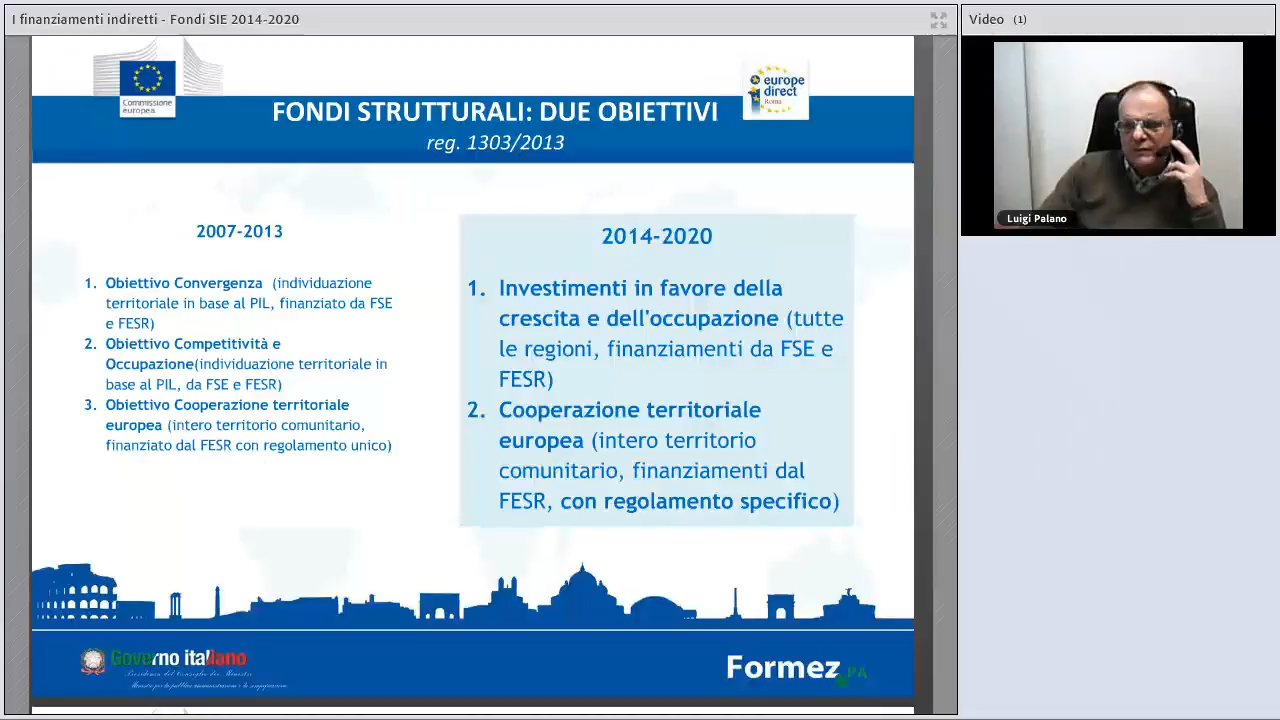 I finanziamenti indiretti - Fondi SIE 2014-2020
Video (1)
Commissione
europea
europe
direct
Roma
FONDI STRUTTURALI: DUE OBIETTIVI
reg. 1303/2013
Luigi Palano
2007-2013
1. Obiettivo Convergenza (individuazione
territoriale in base al PIL, finanziato da FSE
e FESR)
2. Obiettivo Competitività e
Occupazione(individuazione territoriale in
base al PIL, da FSE e FESR)
3. Obiettivo Cooperazione territoriale
europea (intero territorio comunitario,
finanziato dal FESR con regolamento unico)
2014-2020
1. Investimenti in favore della
crescita e dell'occupazione (tutte
le regioni, finanziamenti da FSE e
FESR)
2. Cooperazione territoriale
europea (intero territorio
comunitario, finanziamenti dal
FESR, con regolamento specifico)
Governo italiano
Presidenza del Consiglio dei Ministri
Formez PA